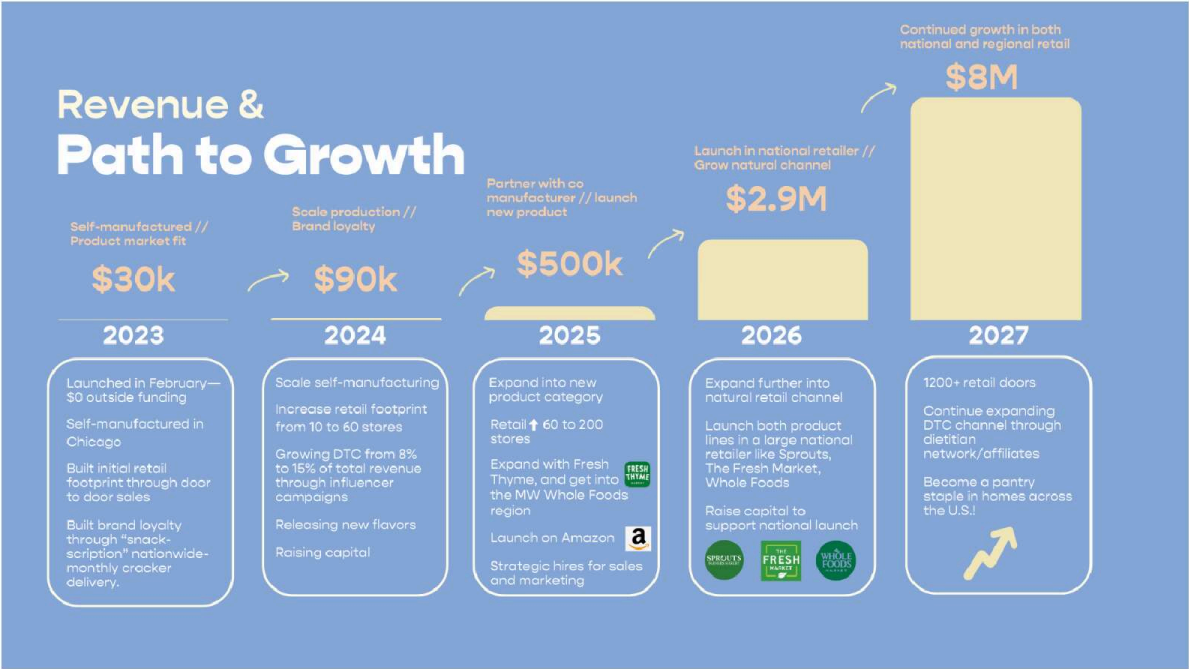 Revenue &
Path to Growth
Self-manufactured //
Product market fit
$30k
2023
Launched in February—
$0 outside funding
Self-manufactured in
Chicago
Built initial retail
footprint through door
to door sales
Built brand loyalty
through “snack-
scription” nationwide-
monthly cracker
delivery.
Scale production //
Brand loyalty
$90k
2024
Scale self-manufacturing
Increase retail footprint
from 10 to 60 stores
Growing DTC from 8%
to 15% of total revenue
through influencer
campaigns
Releasing new flavors
Raising capital
Partner with co
manufacturer // launch
new product
$500k
2025
Expand into new
product category
Retail ⬆ 60 to 200
stores
Expand with Fresh
Thyme, and get into
the MW Whole Foods
region
FRESH
THYME
MARKET
Launch on Amazon
a
Strategic hires for sales
and marketing
Launch in national retailer //
Grow natural channel
$2.9M
2026
Expand further into
natural retail channel
Launch both product
lines in a large national
retailer like Sprouts,
The Fresh Market,
Whole Foods
Raise capital to
support national launch
SPROUTS
FARMERS MARKET
THE
FRESH
MARKET
WHOLE
FOODS
MARKET
Continued growth in both
national and regional retail
$8M
2027
1200+ retail doors
Continue expanding
DTC channel through
dietitian
network/affiliates
Become a pantry
staple in homes across
the U.S.!